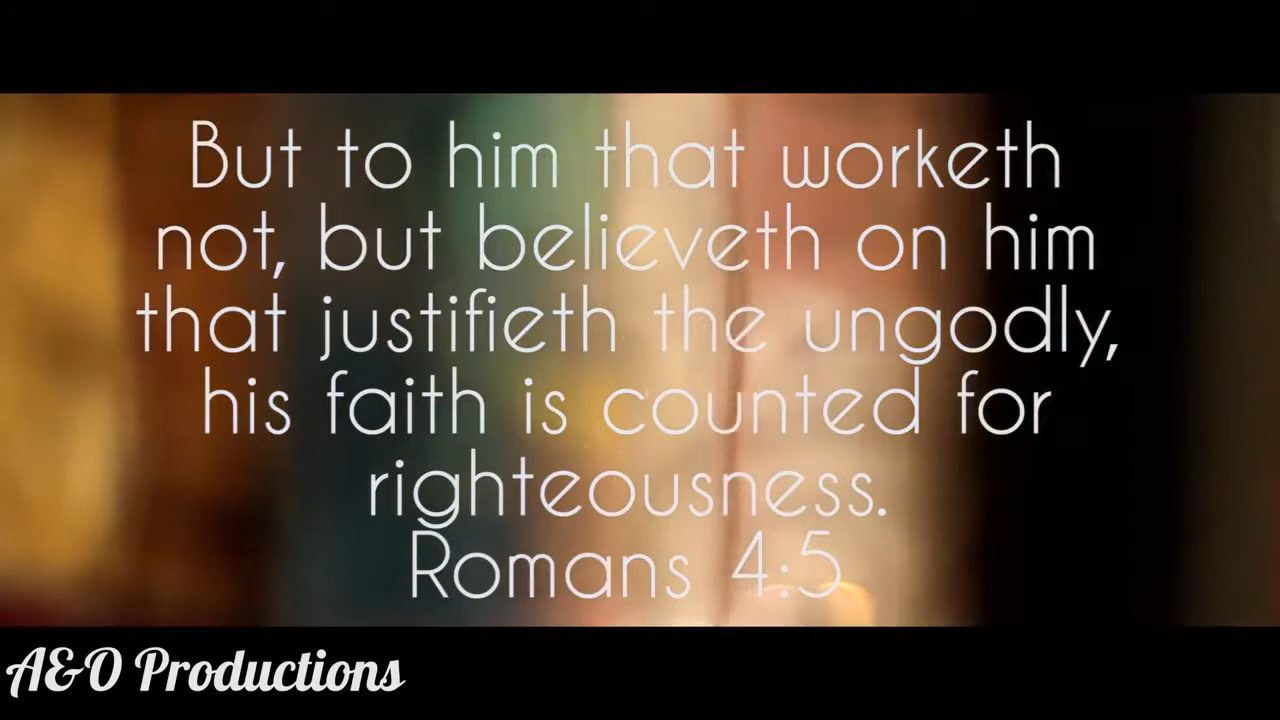 But to him that worketh
not, but believeth on him
that justifieth the ungodly,
his faith is counted for
righteousness.
Romans 4:5
A&O Productions